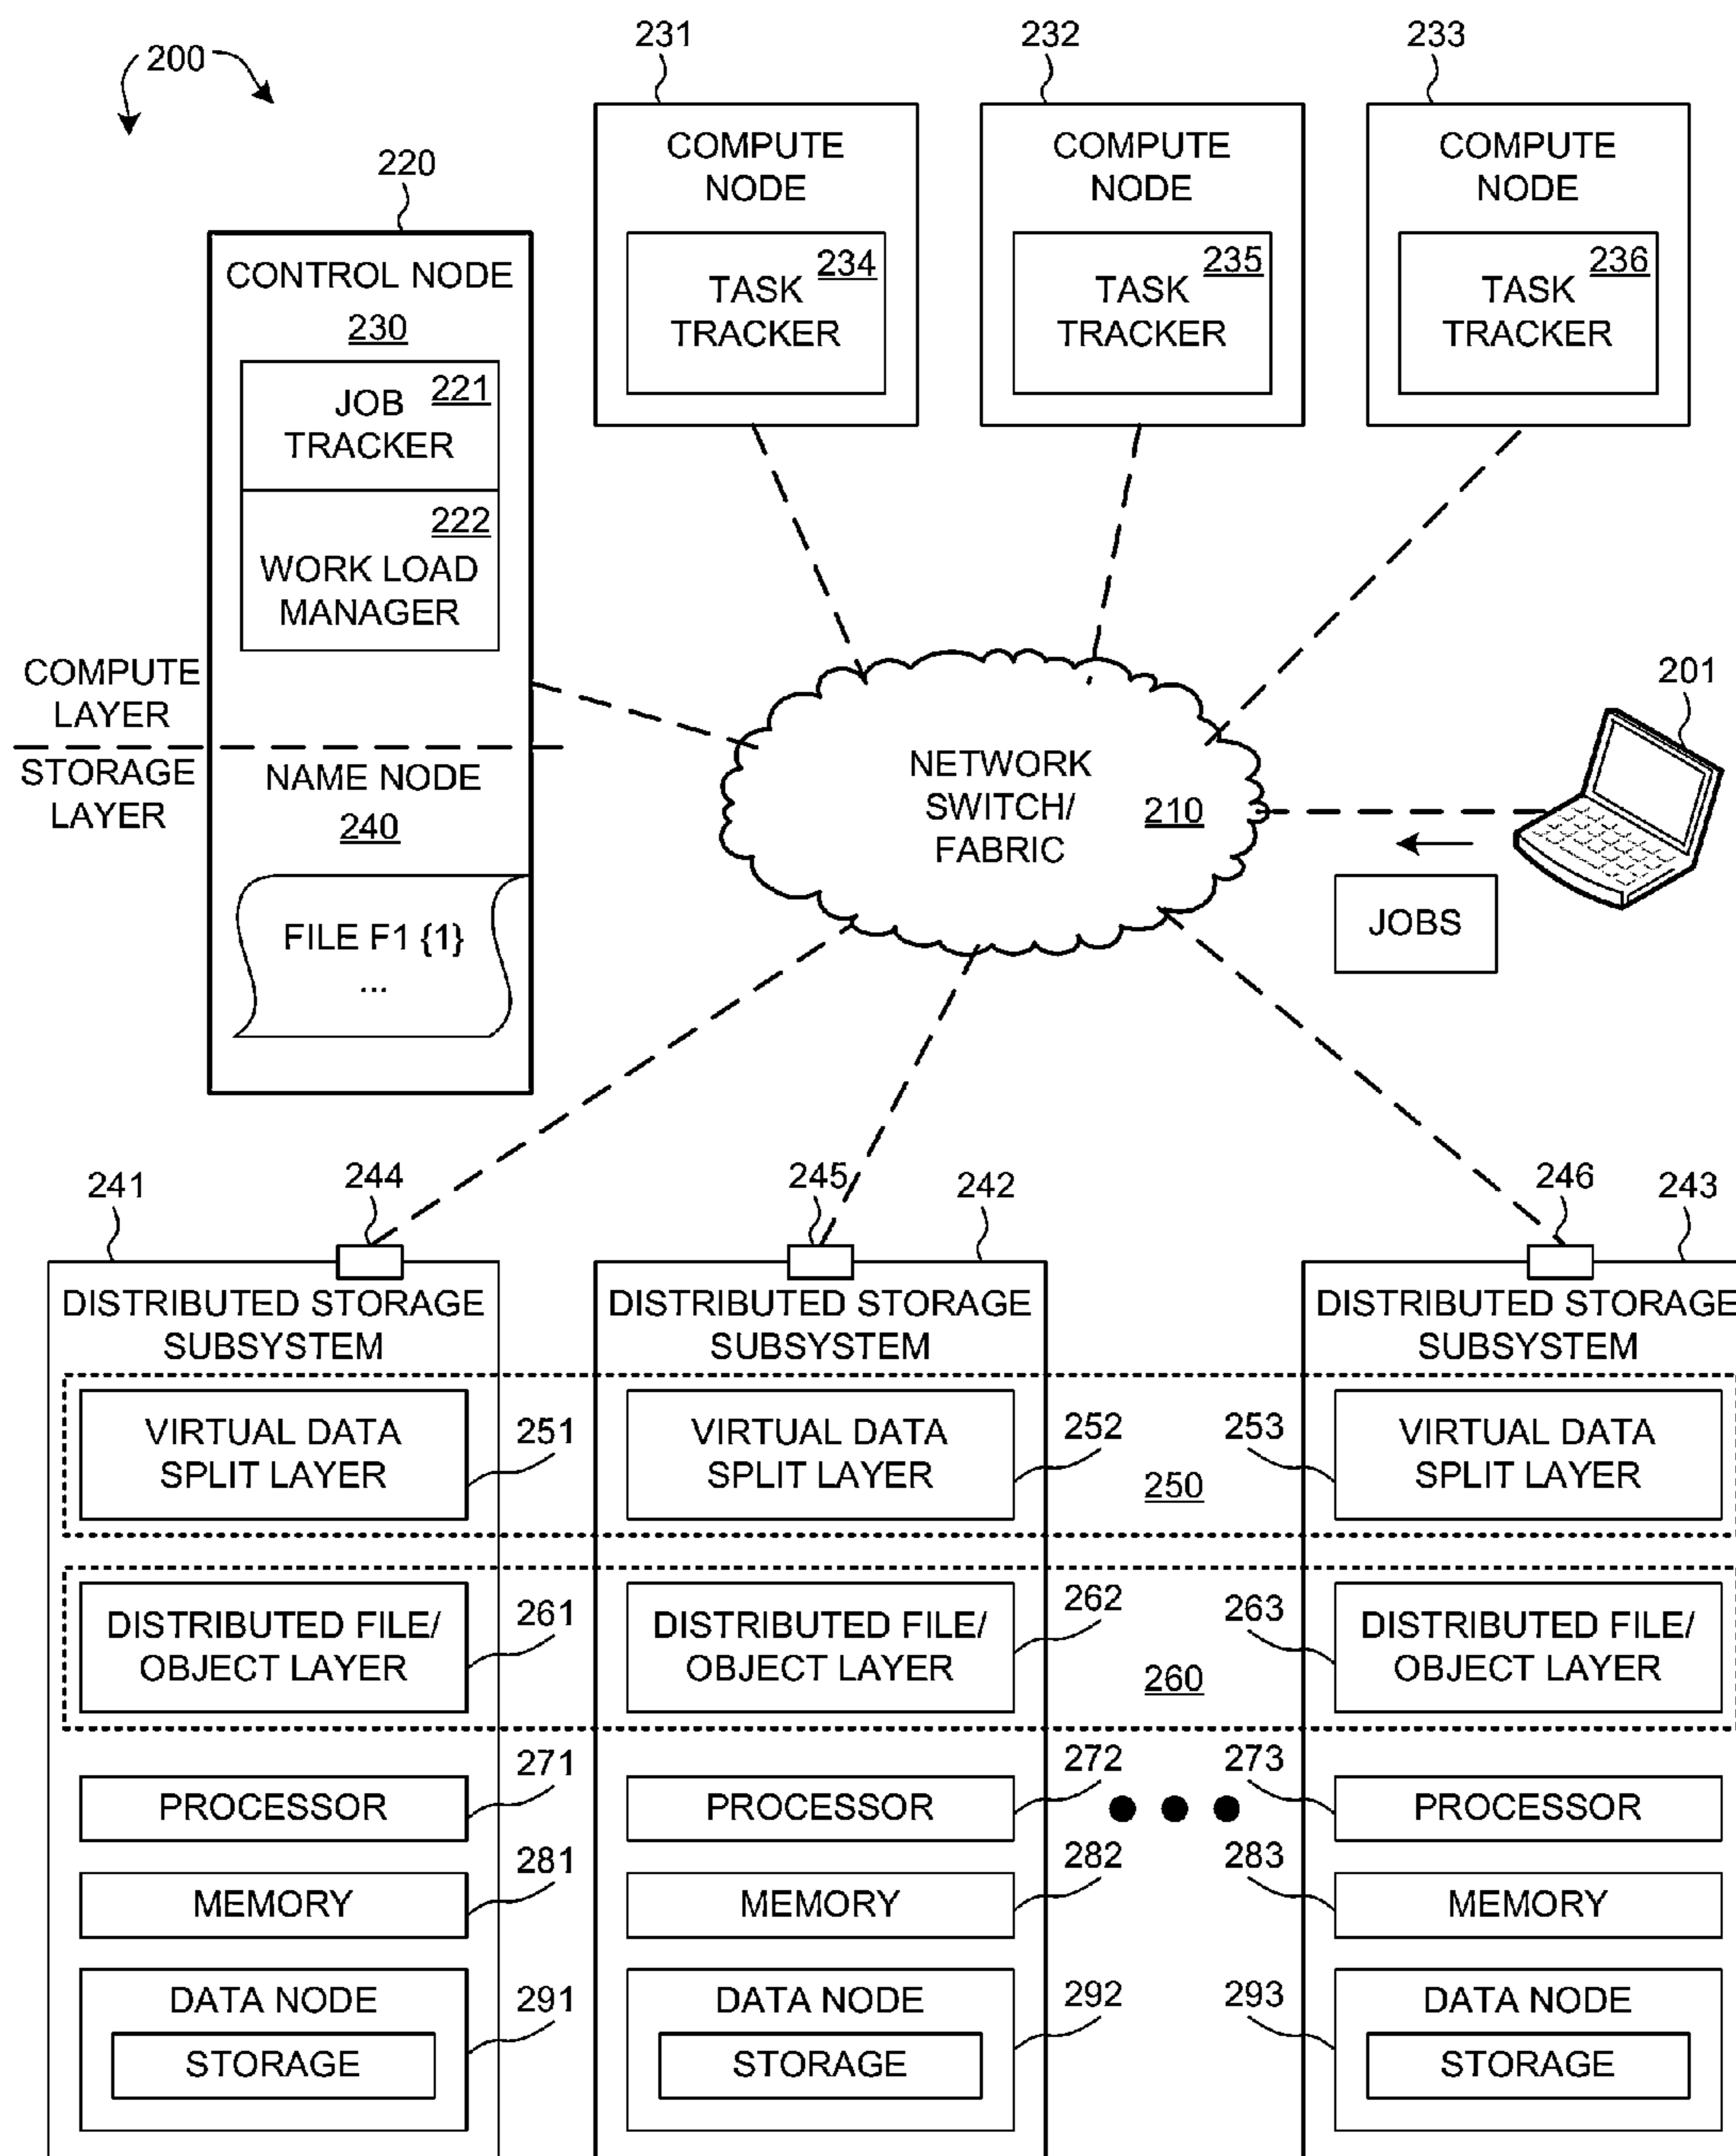 200
231
232
233
220
COMPUTE
NODE
234
TASK
TRACKER
COMPUTE
NODE
235
TASK
TRACKER
COMPUTE
NODE
236
TASK
TRACKER
CONTROL NODE
230
221
JOB
TRACKER
222
WORK LOAD
MANAGER
COMPUTE
LAYER
STORAGE
LAYER
NAME NODE
240
FILE F1 {1}
...
NETWORK
SWITCH/
FABRIC
210
201
JOBS
241
244
245
242
246
243
DISTRIBUTED STORAGE
SUBSYSTEM
DISTRIBUTED STORAGE
SUBSYSTEM
DISTRIBUTED STORAGE
SUBSYSTEM
VIRTUAL DATA
SPLIT LAYER
251
VIRTUAL DATA
SPLIT LAYER
252
250
253
VIRTUAL DATA
SPLIT LAYER
DISTRIBUTED FILE/
OBJECT LAYER
261
DISTRIBUTED FILE/
OBJECT LAYER
262
260
263
DISTRIBUTED FILE/
OBJECT LAYER
PROCESSOR
271
PROCESSOR
272
273
PROCESSOR
MEMORY
281
MEMORY
282
283
MEMORY
DATA NODE
291
STORAGE
DATA NODE
292
STORAGE
293
DATA NODE
STORAGE